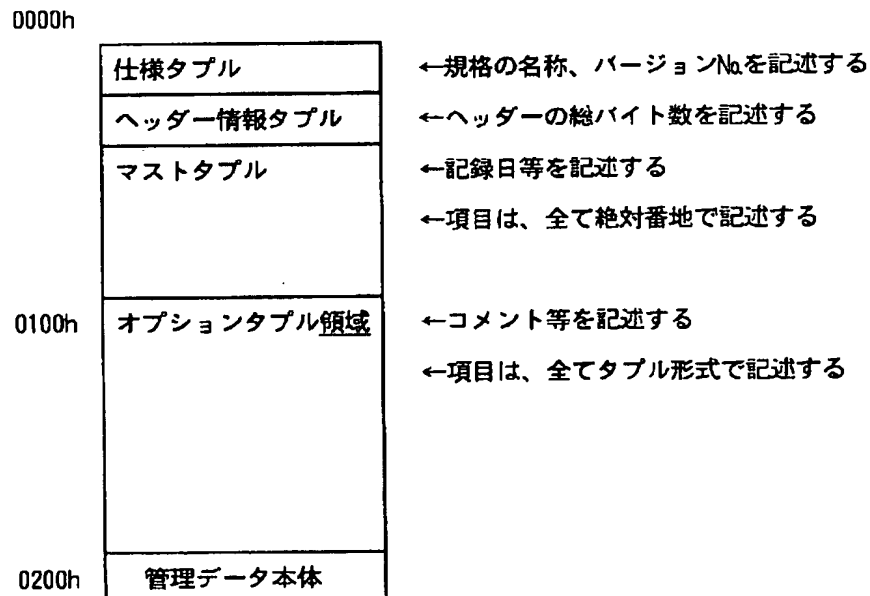 0000h
仕様タプル ←規格の名称、バージョン№を記述する
ヘッダー情報タプル ←ヘッダーの総バイト数を記述する
マストタプル ←記録日等を記述する
←項目は、全て絶対番地で記述する
0100h オプションタプル領域 ←コメント等を記述する
←項目は、全てタプル形式で記述する
0200h 管理データ本体